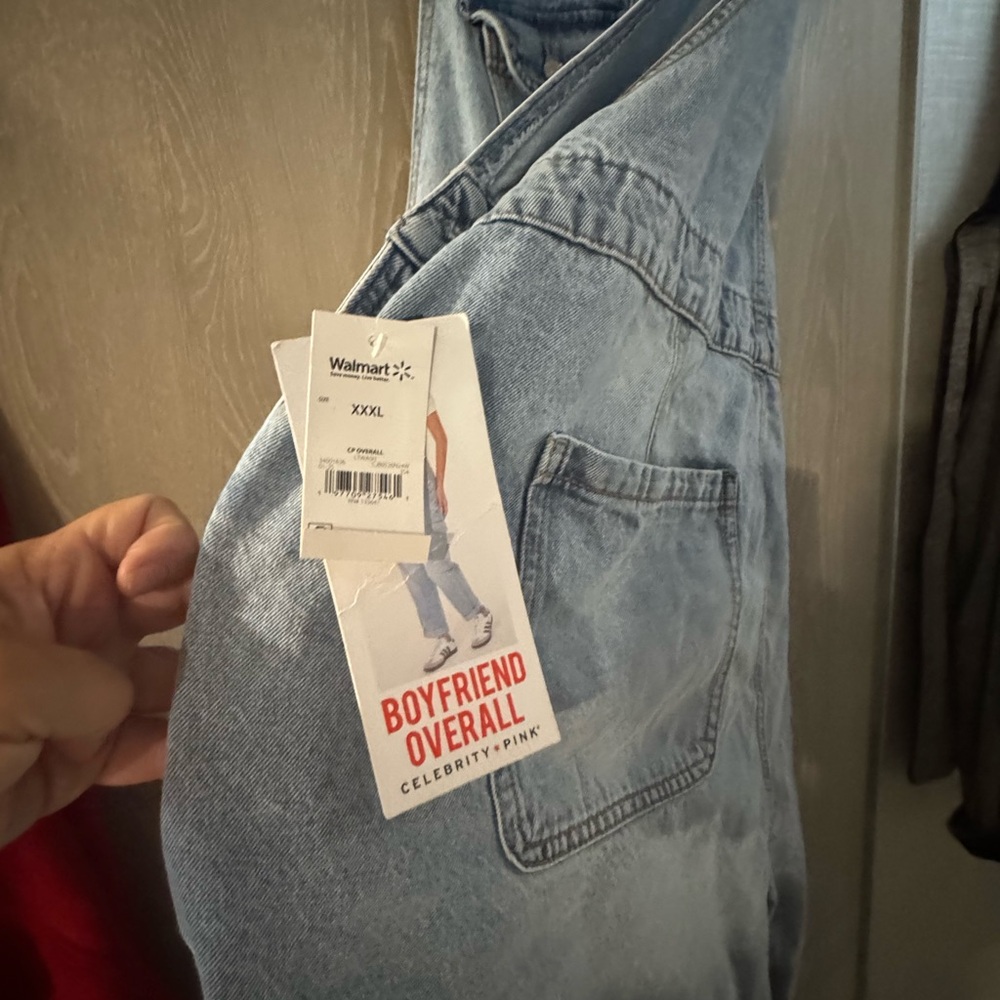 Walmart
Save money. Live better.
SIZE
XXXL
CP OVERALL
BOYFRIEND
OVERALL
CELEBRITY PINK